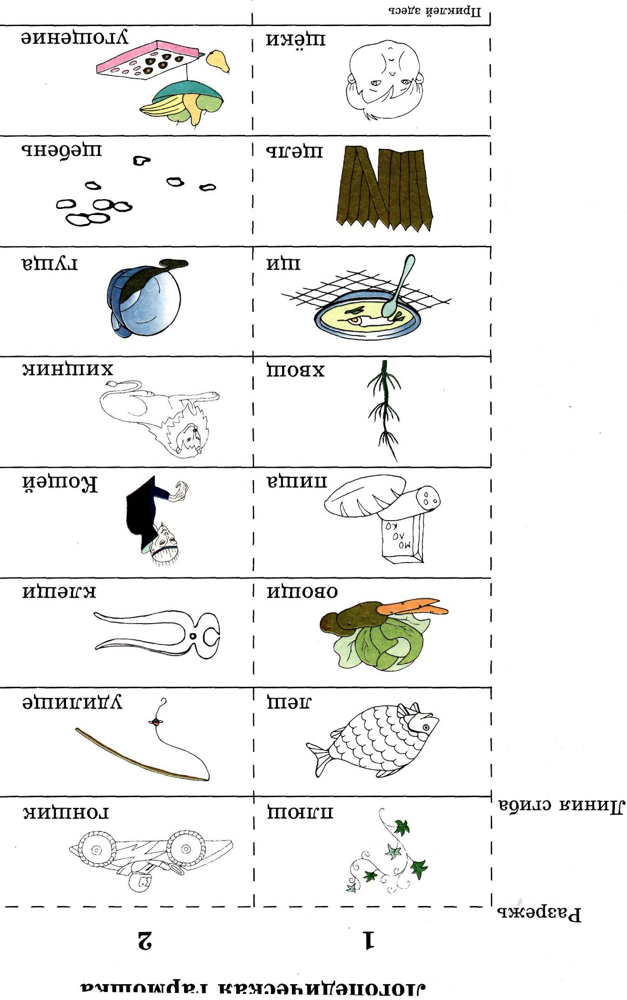 Логопедическая гармошка
1 2
Разрежь
плющ гонщик
Линия сгиба
лещ удилище
овощи клещи
пища Кощей
МО
ЛО
КО
хвощ хищник
щи гуща
щель щебень
щёки угощение
Приклей здесь